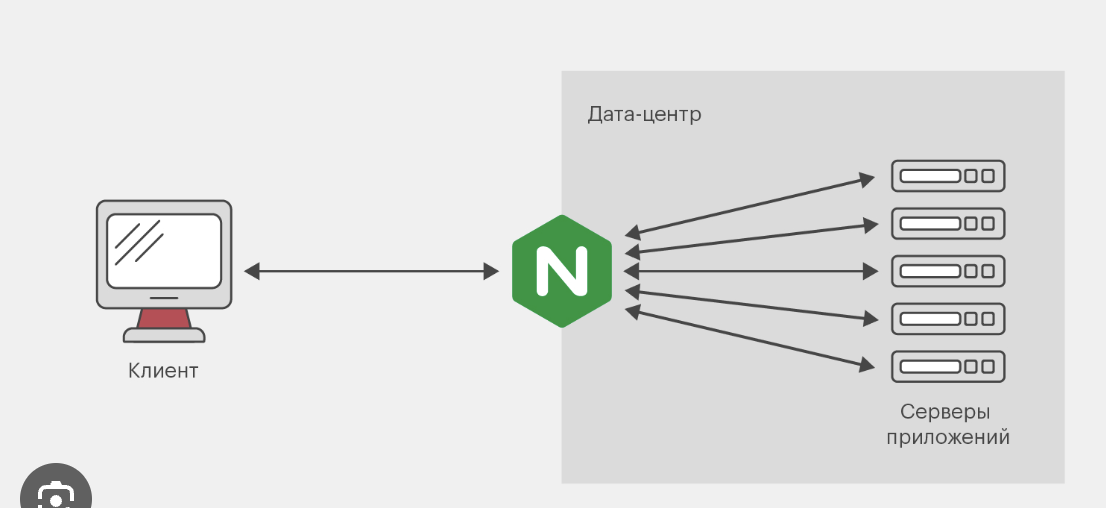 Дата-центр
N
Клиент
Серверы
приложений